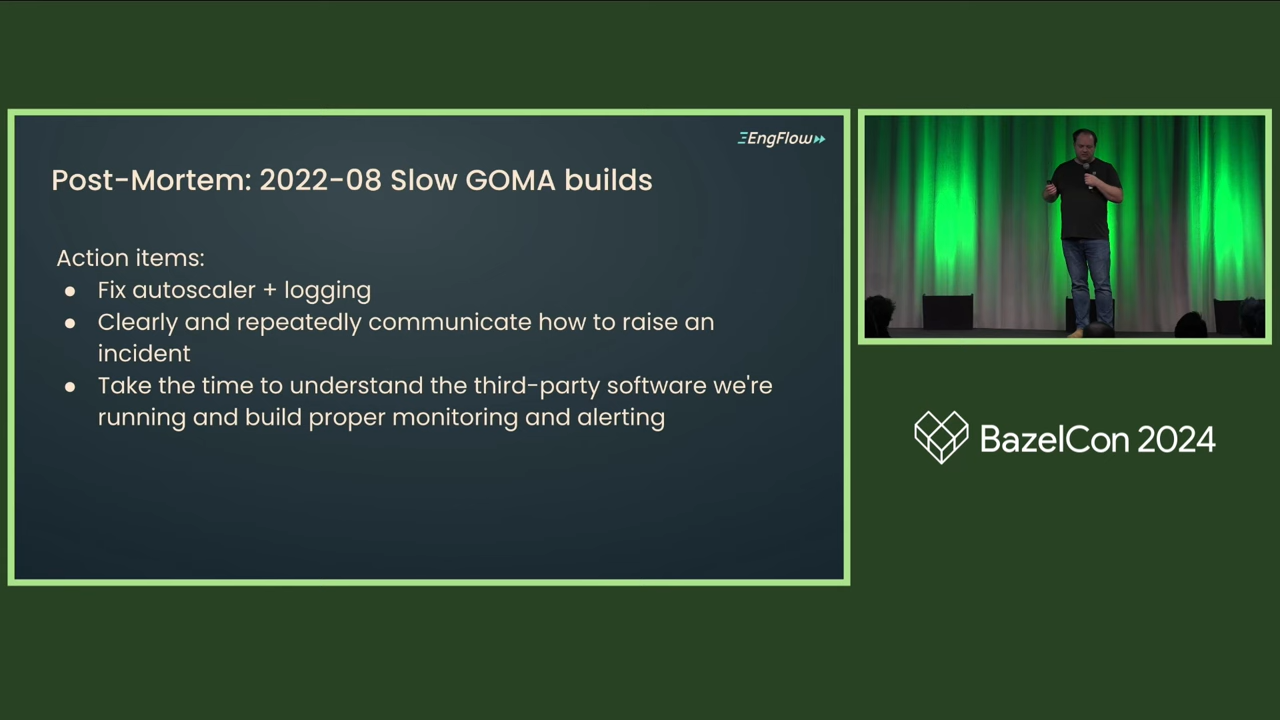 EngFlow
Post-Mortem: 2022-08 Slow GOMA builds
Action items:
● Fix autoscaler + logging
● Clearly and repeatedly communicate how to raise an
incident
● Take the time to understand the third-party software we're
running and build proper monitoring and alerting
BazelCon 2024